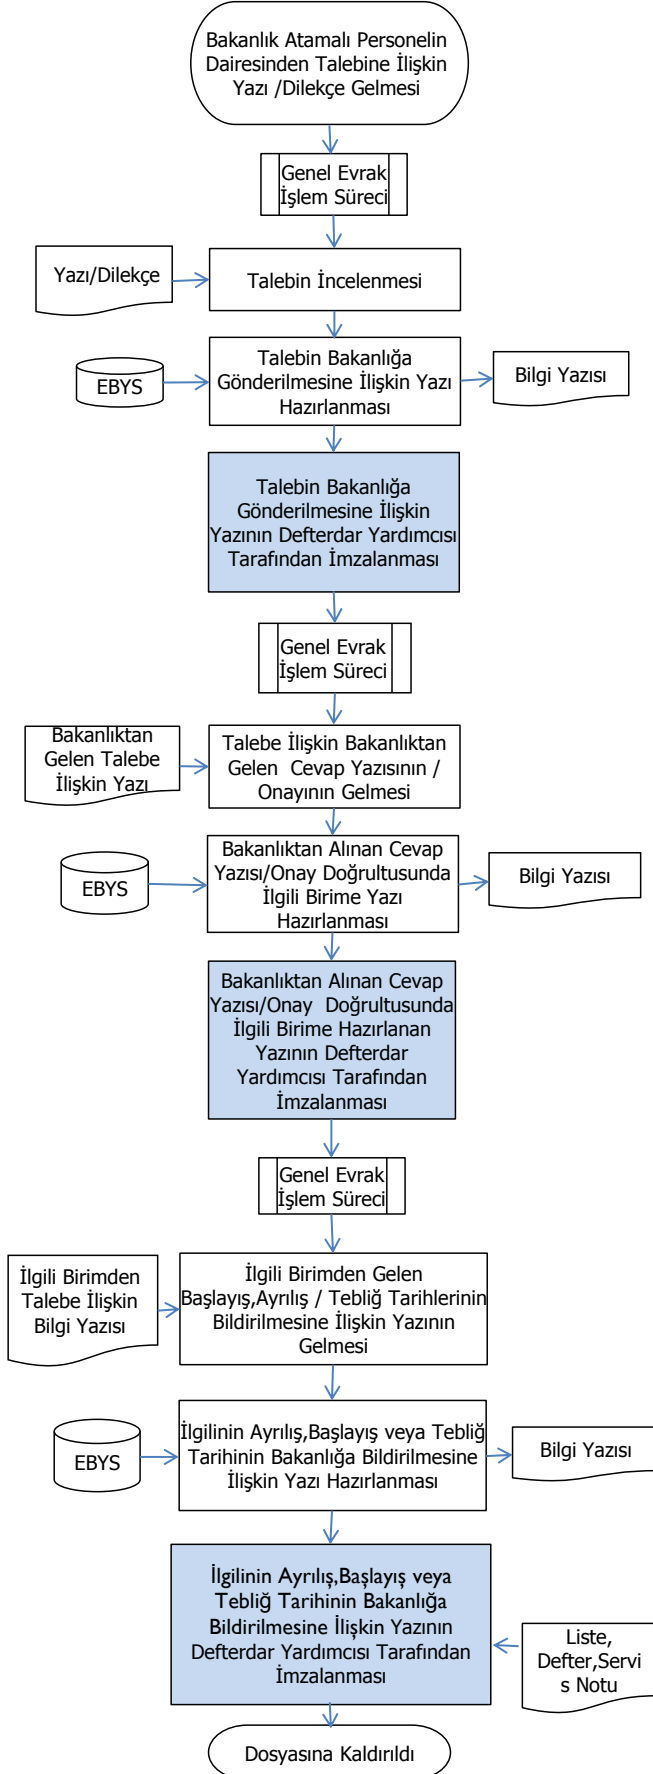 Bakanlık Atamalı Personelin
Dairesinden Talebine İlişkin
Yazı /Dilekçe Gelmesi
Genel Evrak
İşlem Süreci
Yazı/Dilekçe
Talebin İncelenmesi
EBYS
Talebin Bakanlığa
Gönderilmesine İlişkin Yazı
Hazırlanması
Bilgi Yazısı
Talebin Bakanlığa
Gönderilmesine İlişkin
Yazının Defterdar Yardımcısı
Tarafından İmzalanması
Genel Evrak
İşlem Süreci
Bakanlıktan
Gelen Talebe
İlişkin Yazı
Talebe İlişkin Bakanlıktan
Gelen  Cevap Yazısının /
Onayının Gelmesi
EBYS
Bakanlıktan Alınan Cevap
Yazısı/Onay Doğrultusunda
İlgili Birime Yazı
Hazırlanması
Bilgi Yazısı
Bakanlıktan Alınan Cevap
Yazısı/Onay  Doğrultusunda
İlgili Birime Hazırlanan
Yazının Defterdar
Yardımcısı Tarafından
İmzalanması
Genel Evrak
İşlem Süreci
İlgili Birimden
Talebe İlişkin
Bilgi Yazısı
İlgili Birimden Gelen
Başlayış,Ayrılış / Tebliğ Tarihlerinin
Bildirilmesine İlişkin Yazının
Gelmesi
EBYS
İlgilinin Ayrılış,Başlayış veya Tebliğ
Tarihinin Bakanlığa Bildirilmesine
İlişkin Yazı Hazırlanması
Bilgi Yazısı
İlgilinin Ayrılış,Başlayış veya
Tebliğ Tarihinin Bakanlığa
Bildirilmesine İlişkin Yazının
Defterdar Yardımcısı Tarafından
İmzalanması
Liste,
Defter,Servi
s Notu
Dosyasına Kaldırıldı